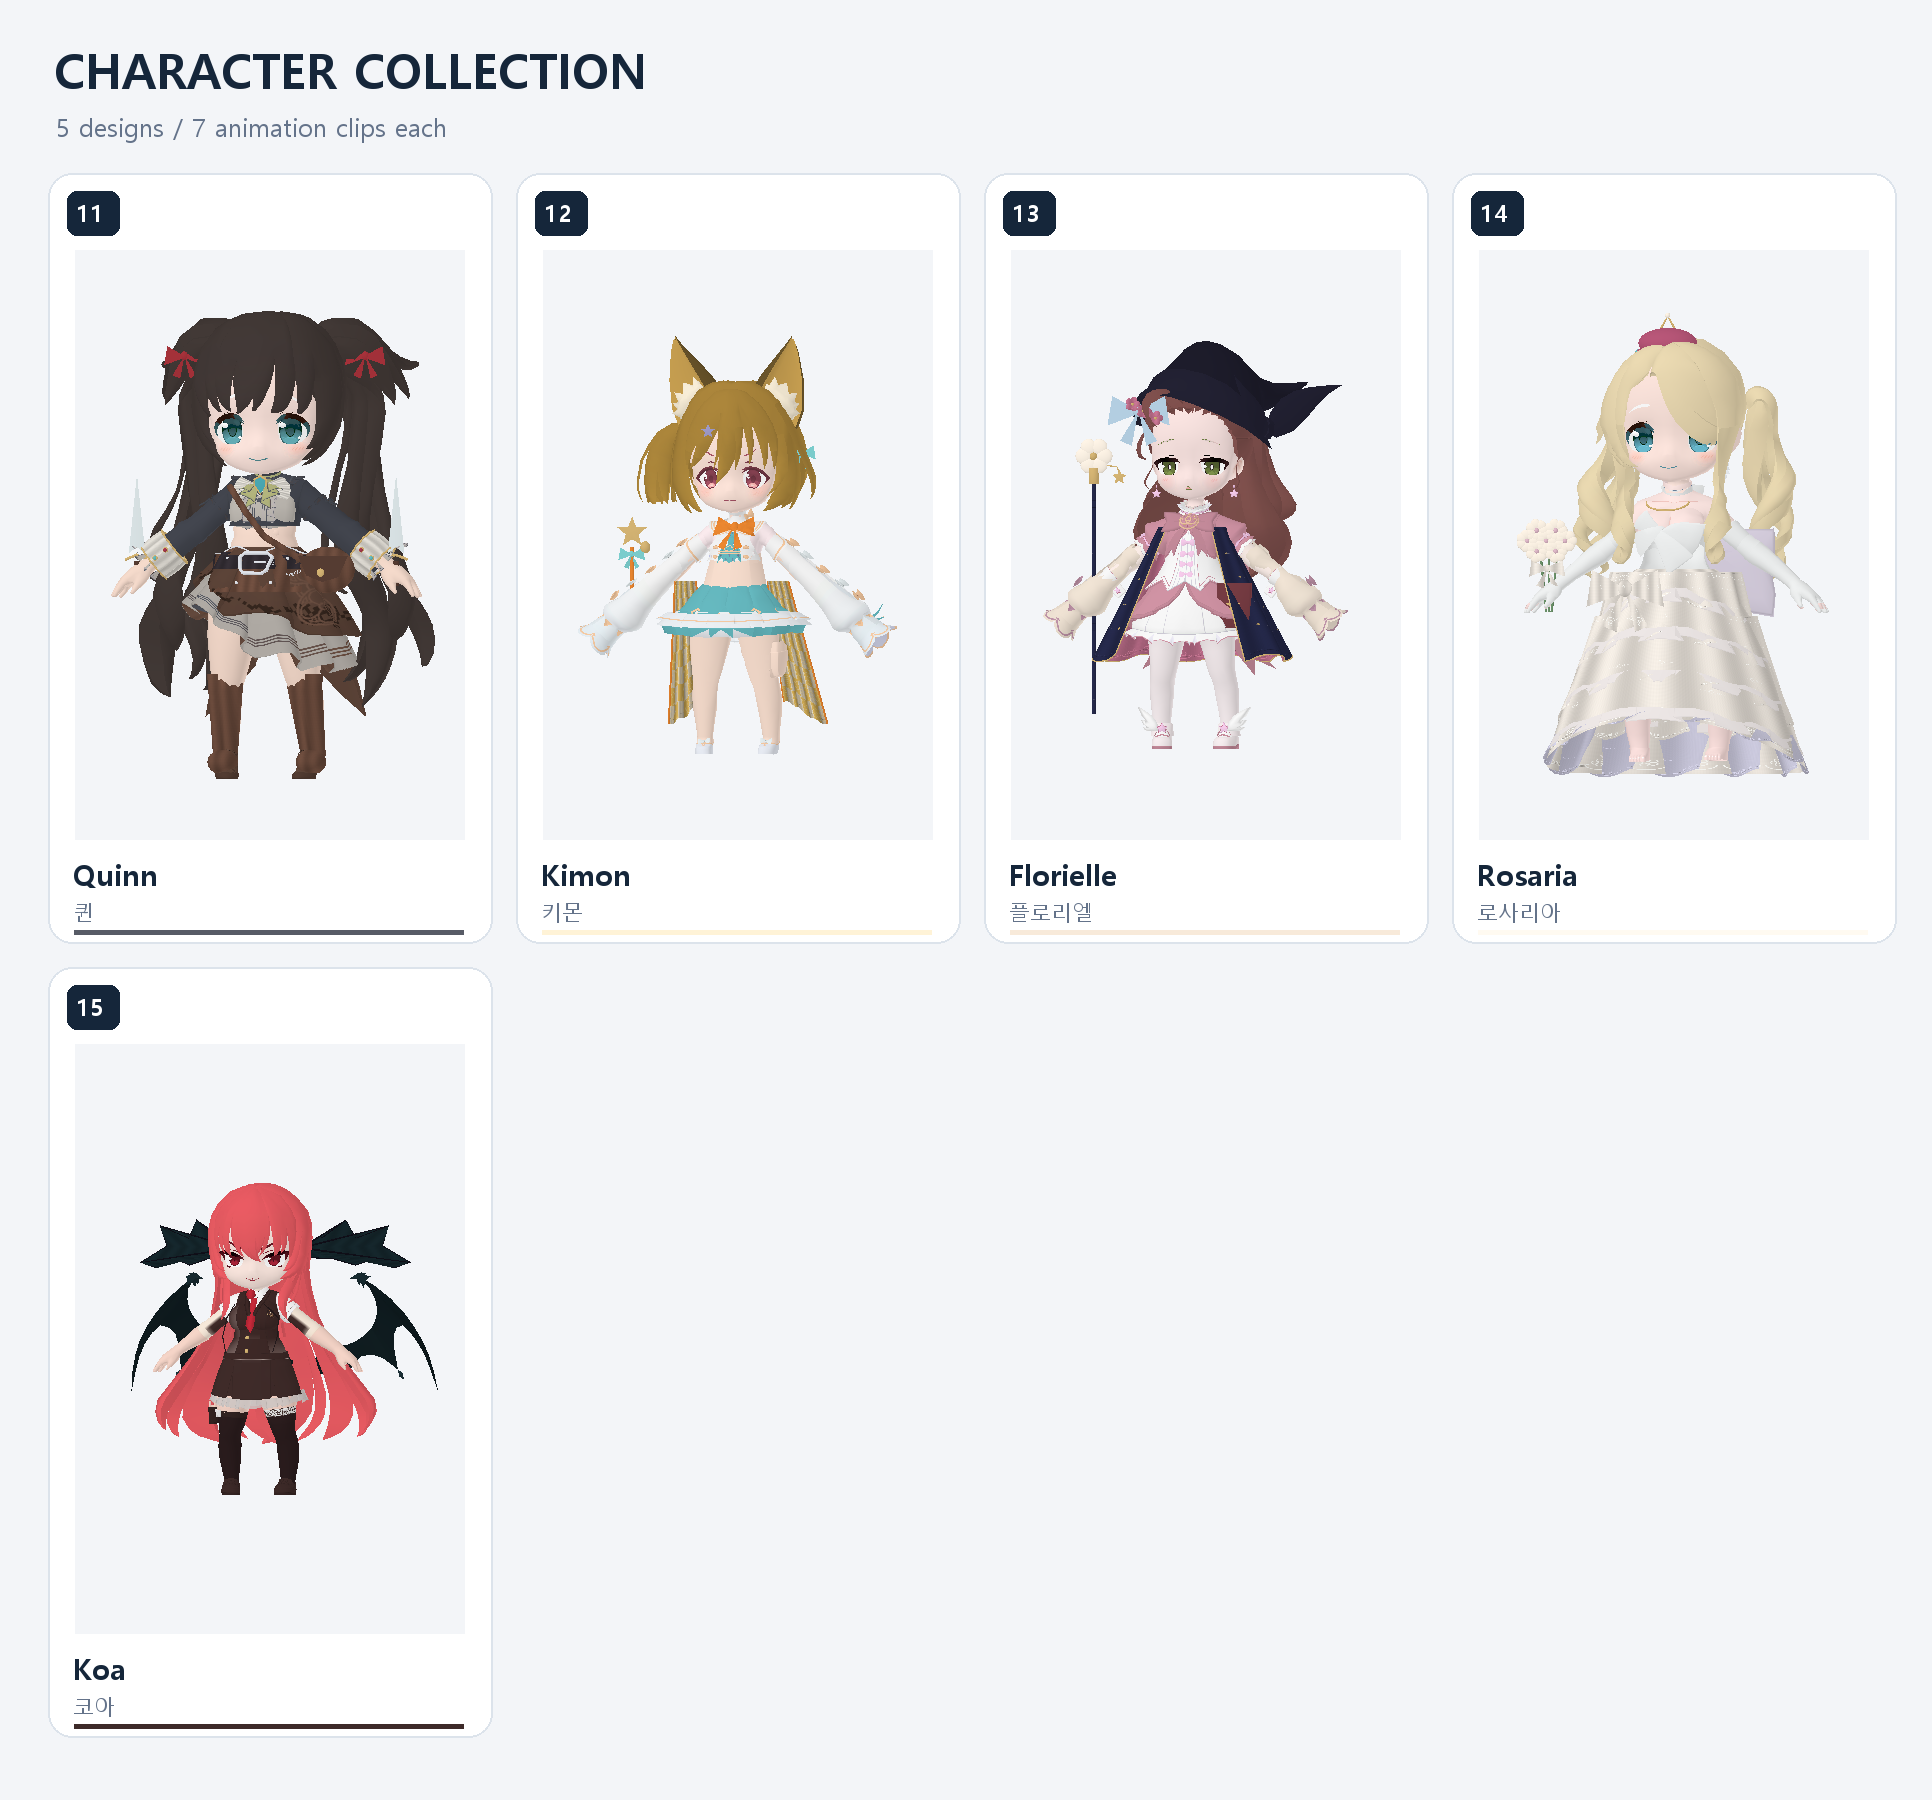 CHARACTER COLLECTION
5 designs / 7 animation clips each
11
12
13
14
Quinn
퀸
Kimon
키몬
Florielle
플로리엘
Rosaria
로사리아
15
Koa
코아